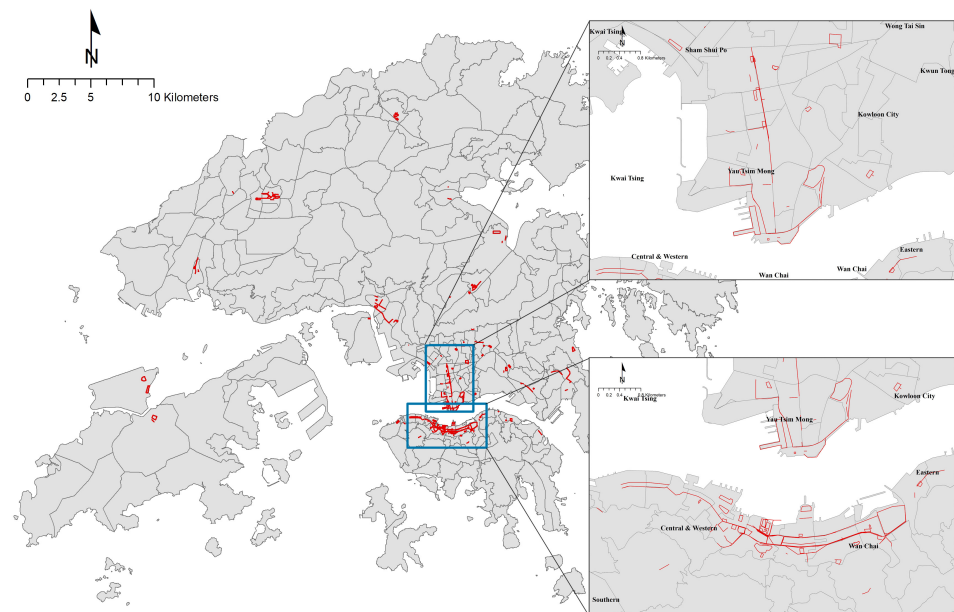 N
0 2.5 5 10 Kilometers
Kwai Tsing
Wong Tai Sin
N
Sham Shui Po
0 0.2 0.4 0.8 Kilometers
Kwun Tong
Kowloon City
Kwai Tsing
Yau Tsim Mong
Central & Western
Eastern
Wan Chai
Wan Chai
N
Kwai Tsing
0 0.2 0.4 0.8 Kilometers
Kowloon City
Yau Tsim Mong
Eastern
Central & Western
Wan Chai
Southern